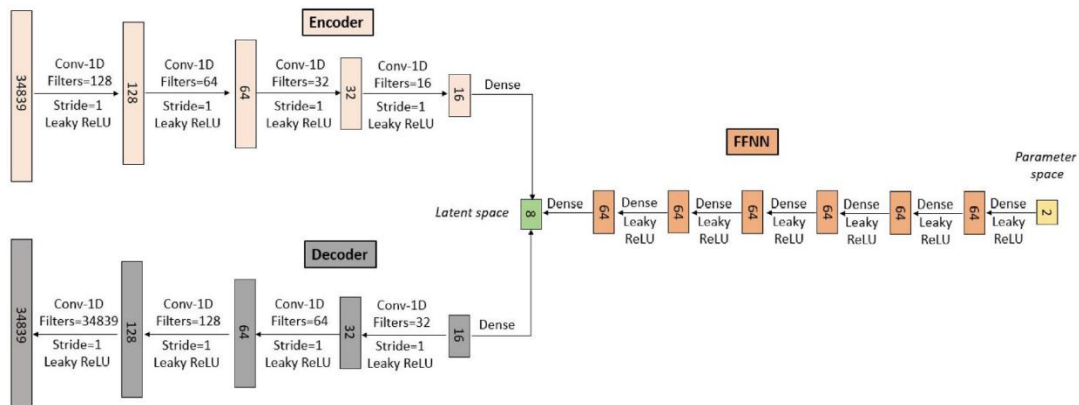 Encoder
34839
Conv-1D
Filters=128
Stride=1
Leaky ReLU
128
Conv-1D
Filters=64
Stride=1
Leaky ReLU
64
Conv-1D
Filters=32
Stride=1
Leaky ReLU
32
Conv-1D
Filters=16
Stride=1
Leaky ReLU
16
Dense
FFNN
Parameter
space
Latent space
8
Dense
64
Dense
Leaky
ReLU
64
Dense
Leaky
ReLU
64
Dense
Leaky
ReLU
64
Dense
Leaky
ReLU
64
Dense
Leaky
ReLU
64
Dense
Leaky
ReLU
2
Decoder
34839
Conv-1D
Filters=34839
Stride=1
Leaky ReLU
128
Conv-1D
Filters=128
Stride=1
Leaky ReLU
64
Conv-1D
Filters=64
Stride=1
Leaky ReLU
32
Conv-1D
Filters=32
Stride=1
Leaky ReLU
16
Dense